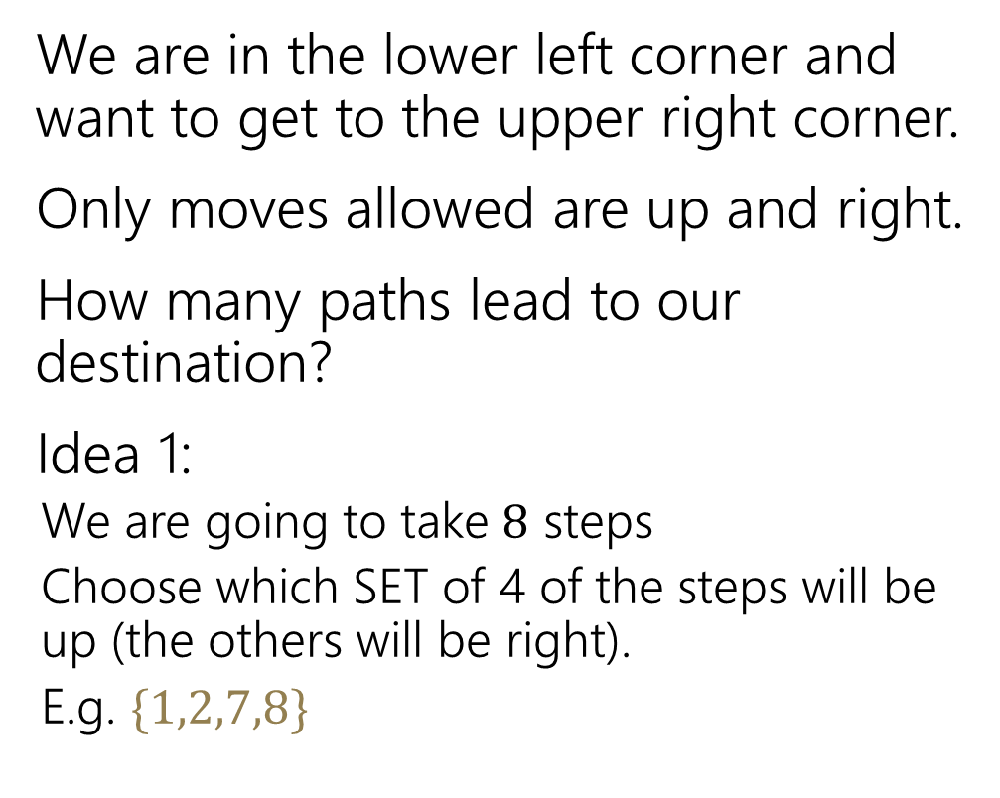 We are in the lower left corner and
want to get to the upper right corner.
Only moves allowed are up and right.
How many paths lead to our
destination?
Idea 1:
We are going to take 8 steps
Choose which SET of 4 of the steps will be
up (the others will be right).
E.g. {1,2,7,8}